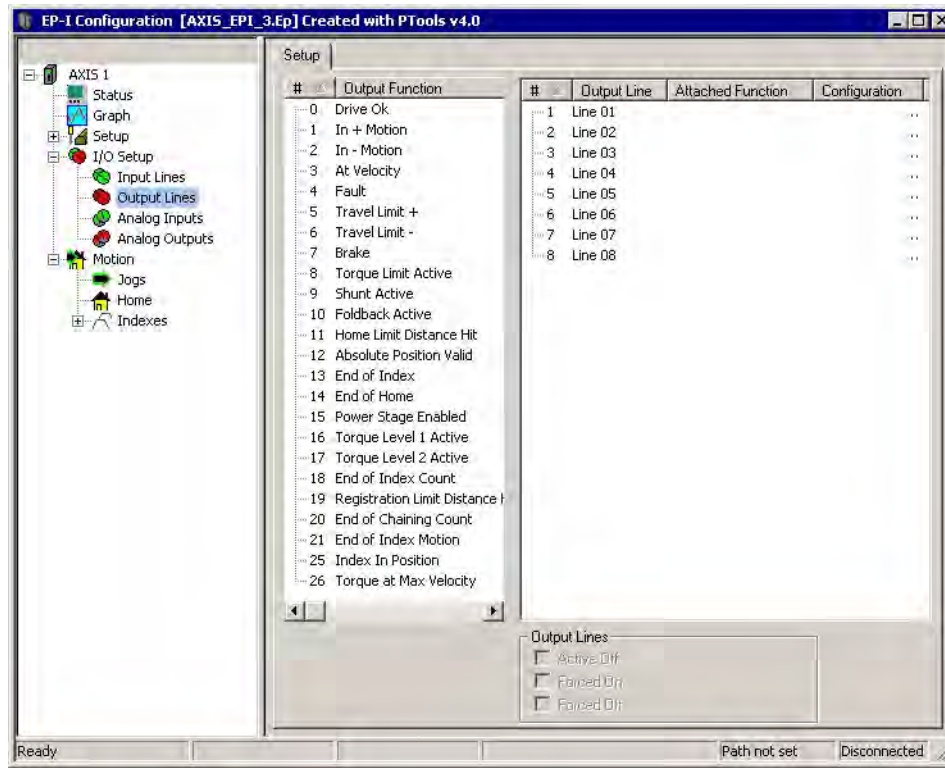 EP-I Configuration [AXIS_EPI_3.Ep] Created with PTools v4.0
AXIS 1
Status
Graph
Setup
I/O Setup
Input Lines
Output Lines
Analog Inputs
Analog Outputs
Motion
Jogs
Home
Indexes
Setup
# Output Function
0 Drive Ok
1 In + Motion
2 In - Motion
3 At Velocity
4 Fault
5 Travel Limit +
6 Travel Limit -
7 Brake
8 Torque Limit Active
9 Shunt Active
10 Foldback Active
11 Home Limit Distance Hit
12 Absolute Position Valid
13 End of Index
14 End of Home
15 Power Stage Enabled
16 Torque Level 1 Active
17 Torque Level 2 Active
18 End of Index Count
19 Registration Limit Distance
20 End of Chaining Count
21 End of Index Motion
25 Index In Position
26 Torque at Max Velocity
# Output Line Attached Function Configuration
1 Line 01 ..
2 Line 02 ..
3 Line 03 ..
4 Line 04 ..
5 Line 05 ..
6 Line 06 ..
7 Line 07 ..
8 Line 08 ..
Output Lines
Active Off
Forced On
Forced Off
Ready
Path not set
Disconnected